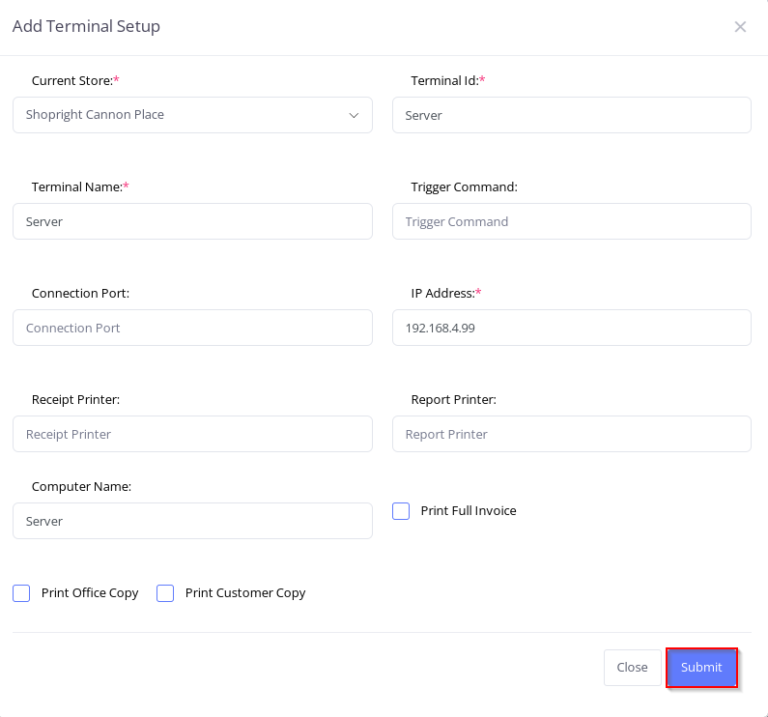 Add Terminal Setup
Current Store:*
Terminal Id:*
Shopright Cannon Place
Server
Terminal Name:*
Trigger Command:
Server
Trigger Command
Connection Port:
IP Address:*
Connection Port
192.168.4.99
Receipt Printer:
Report Printer:
Receipt Printer
Report Printer
Computer Name:
Server
Print Full Invoice
Print Office Copy
Print Customer Copy
Close
Submit